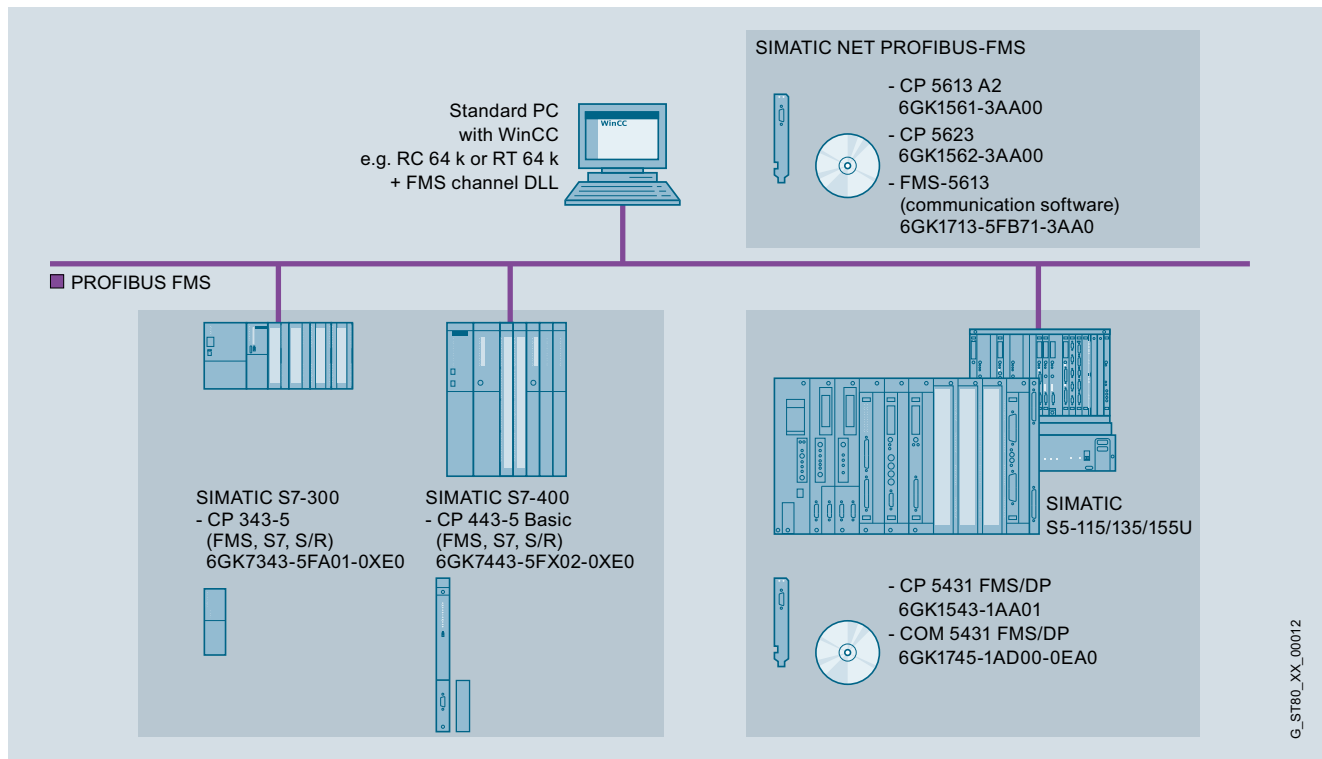 SIMATIC NET PROFIBUS-FMS
- CP 5613 A2
6GK1561-3AA00
- CP 5623
6GK1562-3AA00
- FMS-5613
(communication software)
6GK1713-5FB71-3AA0
Standard PC
with WinCC
e.g. RC 64 k or RT 64 k
+ FMS channel DLL
WinCC
PROFIBUS FMS
SIMATIC S7-300
- CP 343-5
(FMS, S7, S/R)
6GK7343-5FA01-0XE0
SIMATIC S7-400
- CP 443-5 Basic
(FMS, S7, S/R)
6GK7443-5FX02-0XE0
SIMATIC
S5-115/135/155U
- CP 5431 FMS/DP
6GK1543-1AA01
- COM 5431 FMS/DP
6GK1745-1AD00-0EA0
G_ST80_XX_00012